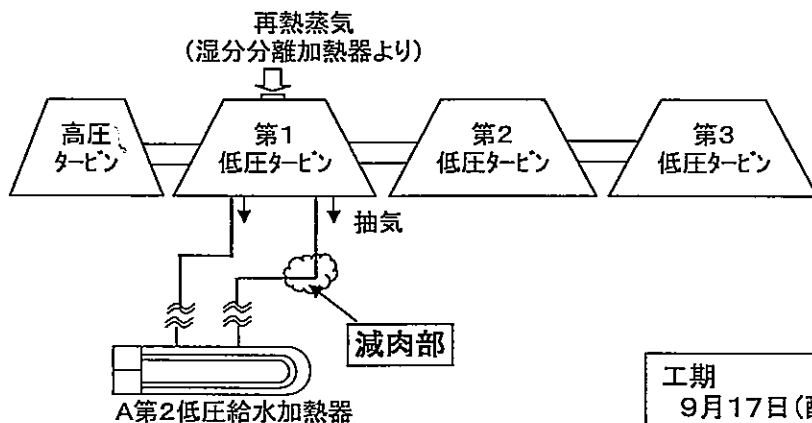 再熱蒸気
(湿分分離加熱器より)
高圧
タービン
第1
低圧タービン
第2
低圧タービン
第3
低圧タービン
抽気
減肉部
A第2低圧給水加熱器
工期
9月17日(